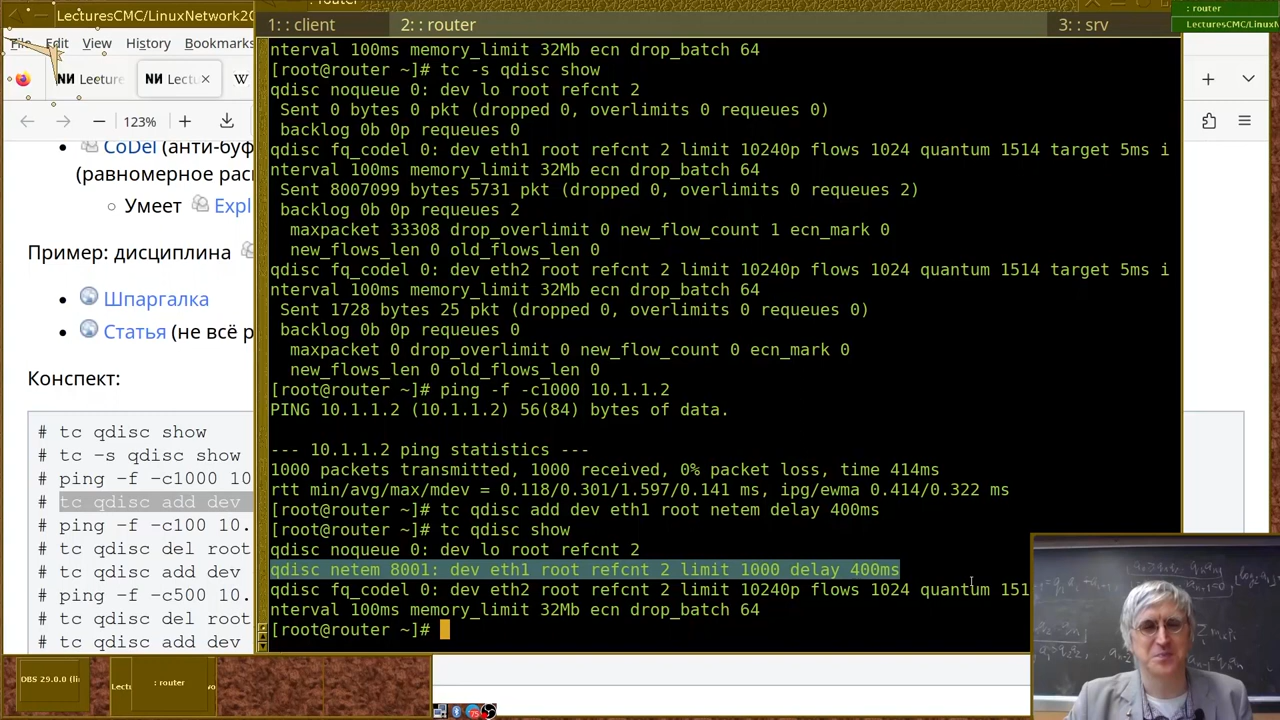 LecturesCMC/LinuxNetwork20
File Edit View History Bookmarks
Lecture
Lectu
W
123%
CoDel (анти-буф
(равномерное рас
Умеет Expl
Пример: дисциплина
Шпаргалка
Статья (не всё р
Конспект:
# tc qdisc show
# tc -s qdisc show
# ping -f -c1000 10
# tc qdisc add dev
# ping -f -c100 10.
# tc qdisc del root
# tc qdisc add dev
# ping -f -c500 10.
# tc qdisc del root
# tc qdisc add dev
1: : client
2: : router
3: : srv
: router
LecturesCMC/LinuxN
nterval 100ms memory_limit 32Mb ecn drop_batch 64
[root@router ~]# tc -s qdisc show
qdisc noqueue 0: dev lo root refcnt 2
Sent 0 bytes 0 pkt (dropped 0, overlimits 0 requeues 0)
backlog 0b 0p requeues 0
qdisc fq_codel 0: dev eth1 root refcnt 2 limit 10240p flows 1024 quantum 1514 target 5ms i
nterval 100ms memory_limit 32Mb ecn drop_batch 64
Sent 8007099 bytes 5731 pkt (dropped 0, overlimits 0 requeues 2)
backlog 0b 0p requeues 2
maxpacket 33308 drop_overlimit 0 new_flow_count 1 ecn_mark 0
new_flows_len 0 old_flows_len 0
qdisc fq_codel 0: dev eth2 root refcnt 2 limit 10240p flows 1024 quantum 1514 target 5ms i
nterval 100ms memory_limit 32Mb ecn drop_batch 64
Sent 1728 bytes 25 pkt (dropped 0, overlimits 0 requeues 0)
backlog 0b 0p requeues 0
maxpacket 0 drop_overlimit 0 new_flow_count 0 ecn_mark 0
new_flows_len 0 old_flows_len 0
[root@router ~]# ping -f -c1000 10.1.1.2
PING 10.1.1.2 (10.1.1.2) 56(84) bytes of data.
--- 10.1.1.2 ping statistics ---
1000 packets transmitted, 1000 received, 0% packet loss, time 414ms
rtt min/avg/max/mdev = 0.118/0.301/1.597/0.141 ms, ipg/ewma 0.414/0.322 ms
[root@router ~]# tc qdisc add dev eth1 root netem delay 400ms
[root@router ~]# tc qdisc show
qdisc noqueue 0: dev lo root refcnt 2
qdisc netem 8001: dev eth1 root refcnt 2 limit 1000 delay 400ms
qdisc fq_codel 0: dev eth2 root refcnt 2 limit 10240p flows 1024 quantum 151
nterval 100ms memory_limit 32Mb ecn drop_batch 64
[root@router ~]#
OBS 29.0.0 (li
Lect
: router
vo
75